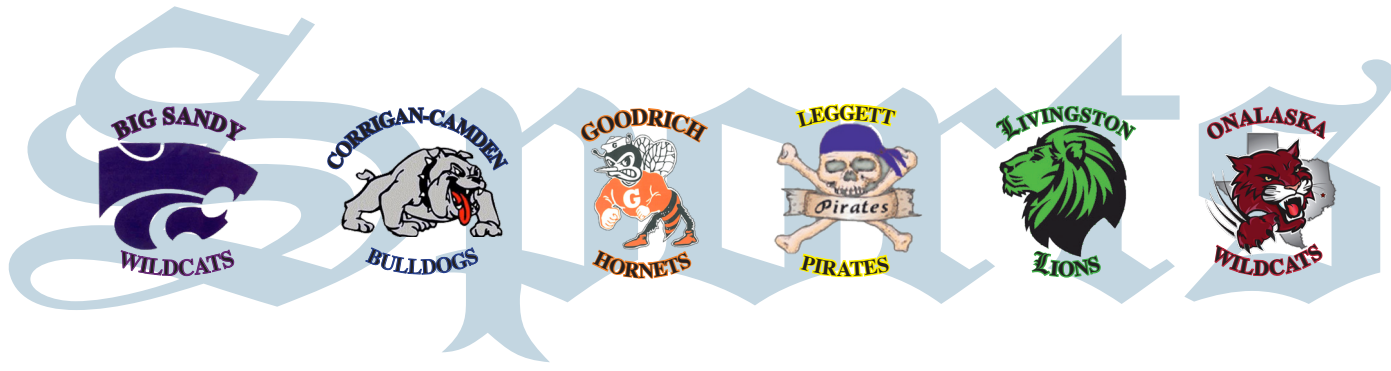 Sports
BIG SANDY
WILDCATS
CORRIGAN-CAMDEN
BULLDOGS
GOODRICH
G
HORNETS
LEGGETT
Pirates
PIRATES
LIVINGSTON
LIONS
ONALASKA
WILDCATS